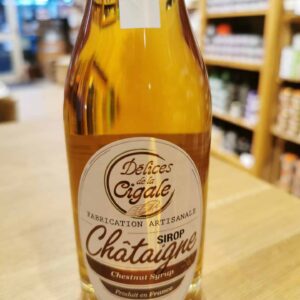 Délices
de la
Cigale
FABRICATION ARTISANALE
SIROP
Châtaigne
Chestnut Syrup
Produit en France